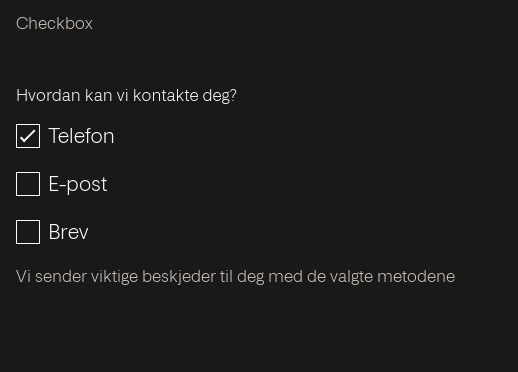 Checkbox
Hvordan kan vi kontakte deg?
Telefon
E-post
Brev
Vi sender viktige beskjeder til deg med de valgte metodene